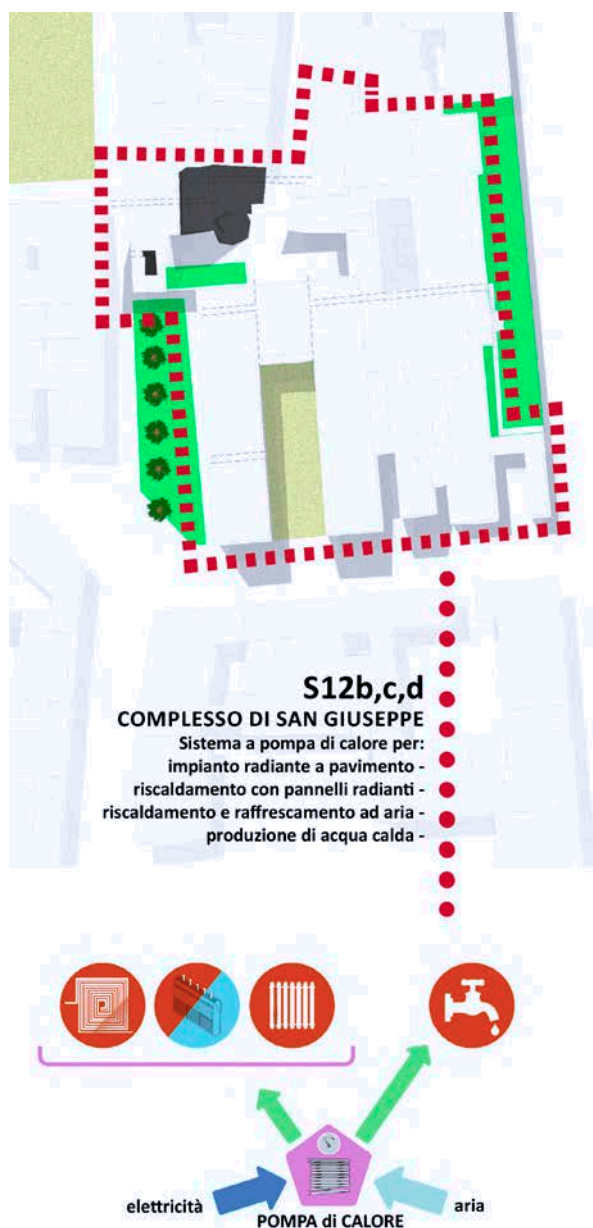 S12b,c,d
COMPLESSO DI SAN GIUSEPPE
Sistema a pompa di calore per:
impianto radiante a pavimento -
riscaldamento con pannelli radianti -
riscaldamento e raffrescamento ad aria -
produzione di acqua calda -
elettricità
aria
POMPA di CALORE